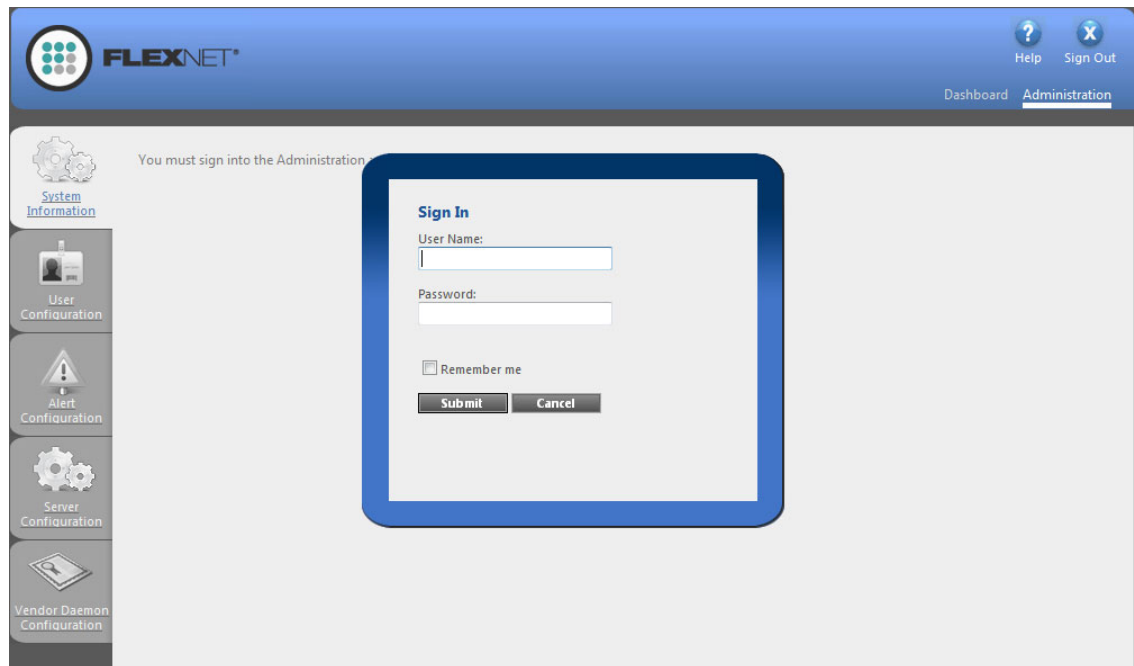 FLEXNET®
Help Sign Out
Dashboard Administration
You must sign into the Administration
System
Information
User
Configuration
Alert
Configuration
Server
Configuration
Vendor Daemon
Configuration
Sign In
User Name:
Password:
Remember me
Submit Cancel